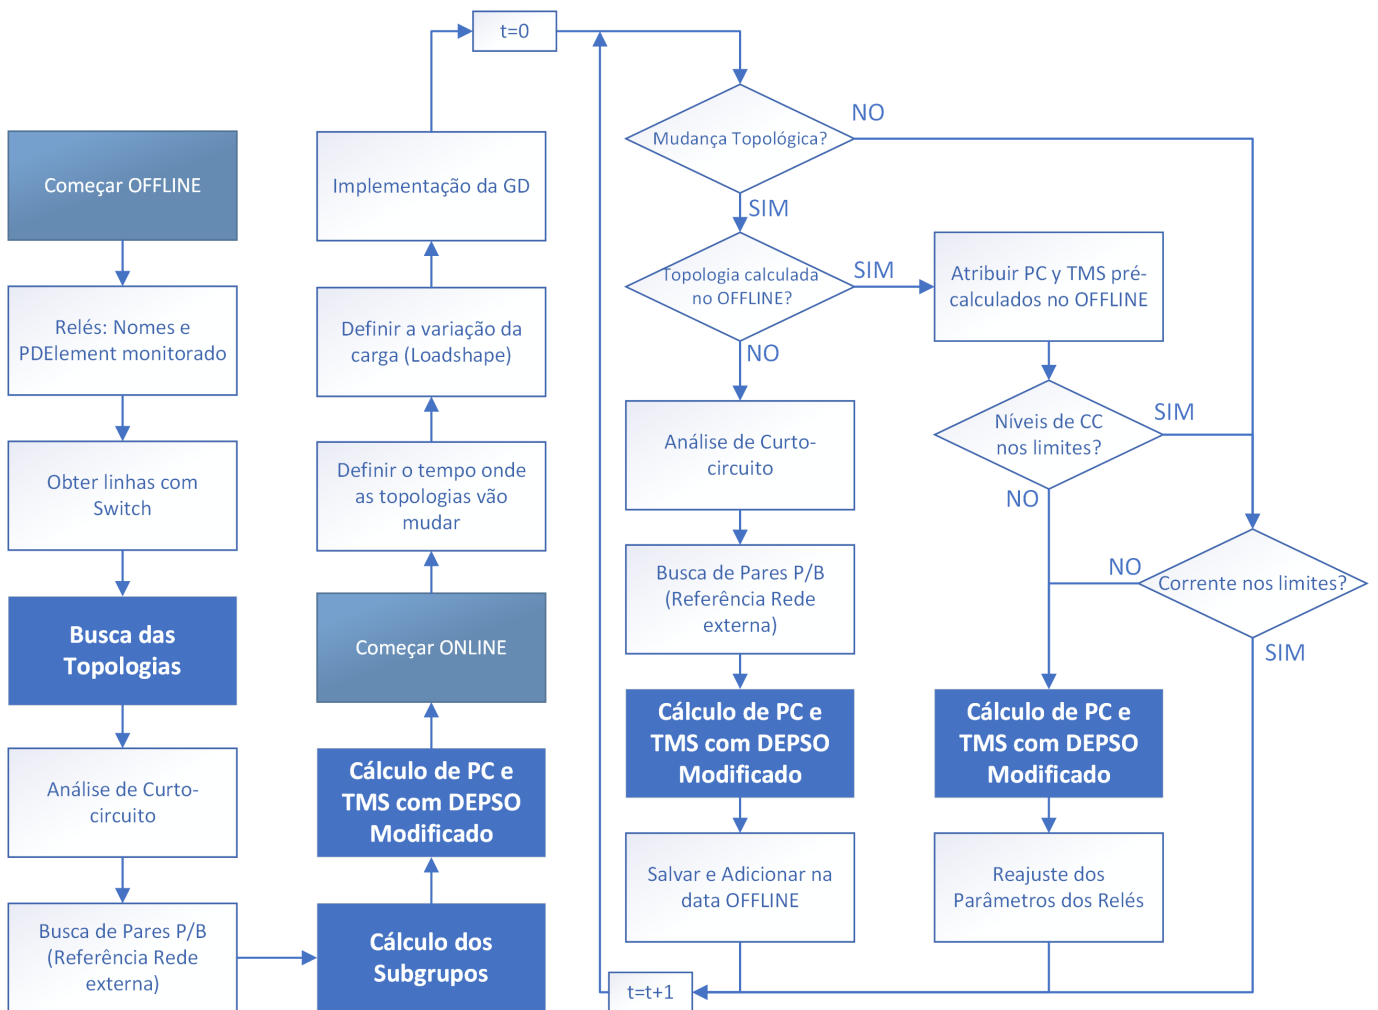 Começar OFFLINE
Relés: Nomes e
PDElement monitorado
Obter linhas com
Switch
Busca das
Topologias
Análise de Curto-
circuito
Busca de Pares P/B
(Referência Rede
externa)
Cálculo dos
Subgrupos
Cálculo de PC e
TMS com DEPSO
Modificado
Começar ONLINE
Definir o tempo onde
as topologias vão
mudar
Definir a variação da
carga (Loadshape)
Implementação da GD
t=0
Mudança Topológica?
NO
SIM
Topologia calculada
no OFFLINE?
SIM
NO
Atribuir PC y TMS pré-
calculados no OFFLINE
Níveis de CC
nos limites?
SIM
NO
Corrente nos limites?
NO
SIM
Análise de Curto-
circuito
Busca de Pares P/B
(Referência Rede
externa)
Cálculo de PC e
TMS com DEPSO
Modificado
Salvar e Adicionar na
data OFFLINE
Cálculo de PC e
TMS com DEPSO
Modificado
Reajuste dos
Parâmetros dos Relés
t=t+1